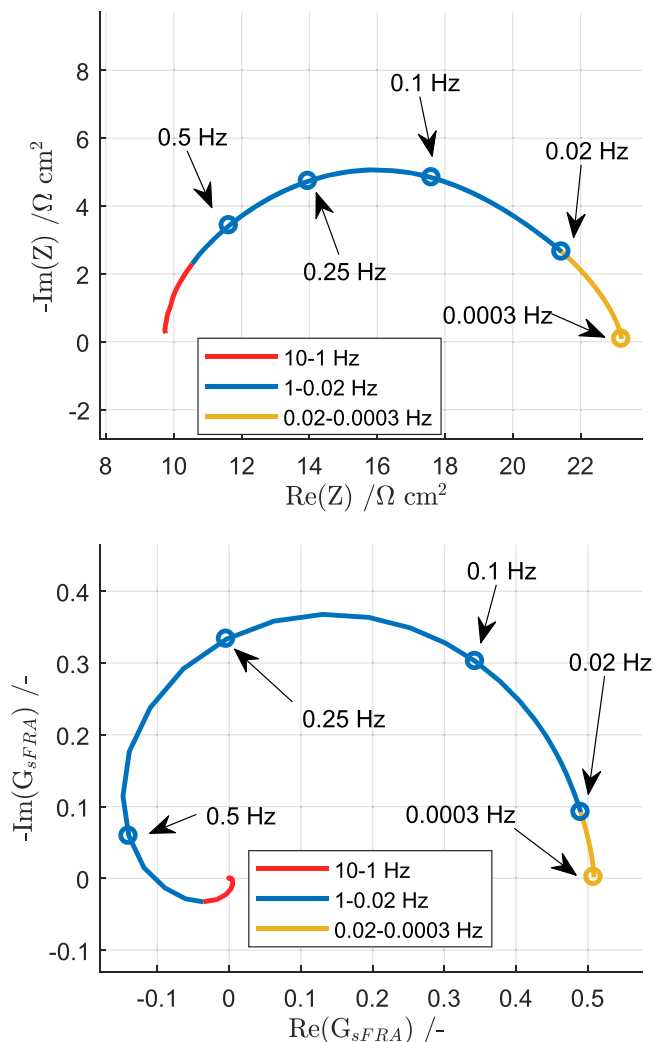 8
6
4
2
0
-2
-Im(Z) /Ω cm²
0.1 Hz
0.5 Hz
0.02 Hz
0.25 Hz
0.0003 Hz
10-1 Hz
1-0.02 Hz
0.02-0.0003 Hz
8 10 12 14 16 18 20 22
Re(Z) /Ω cm²
0.4
0.3
0.2
0.1
0
-0.1
-Im(G_sFRA) /-
0.1 Hz
0.02 Hz
0.25 Hz
0.5 Hz
0.0003 Hz
10-1 Hz
1-0.02 Hz
0.02-0.0003 Hz
-0.1 0 0.1 0.2 0.3 0.4 0.5
Re(G_sFRA) /-